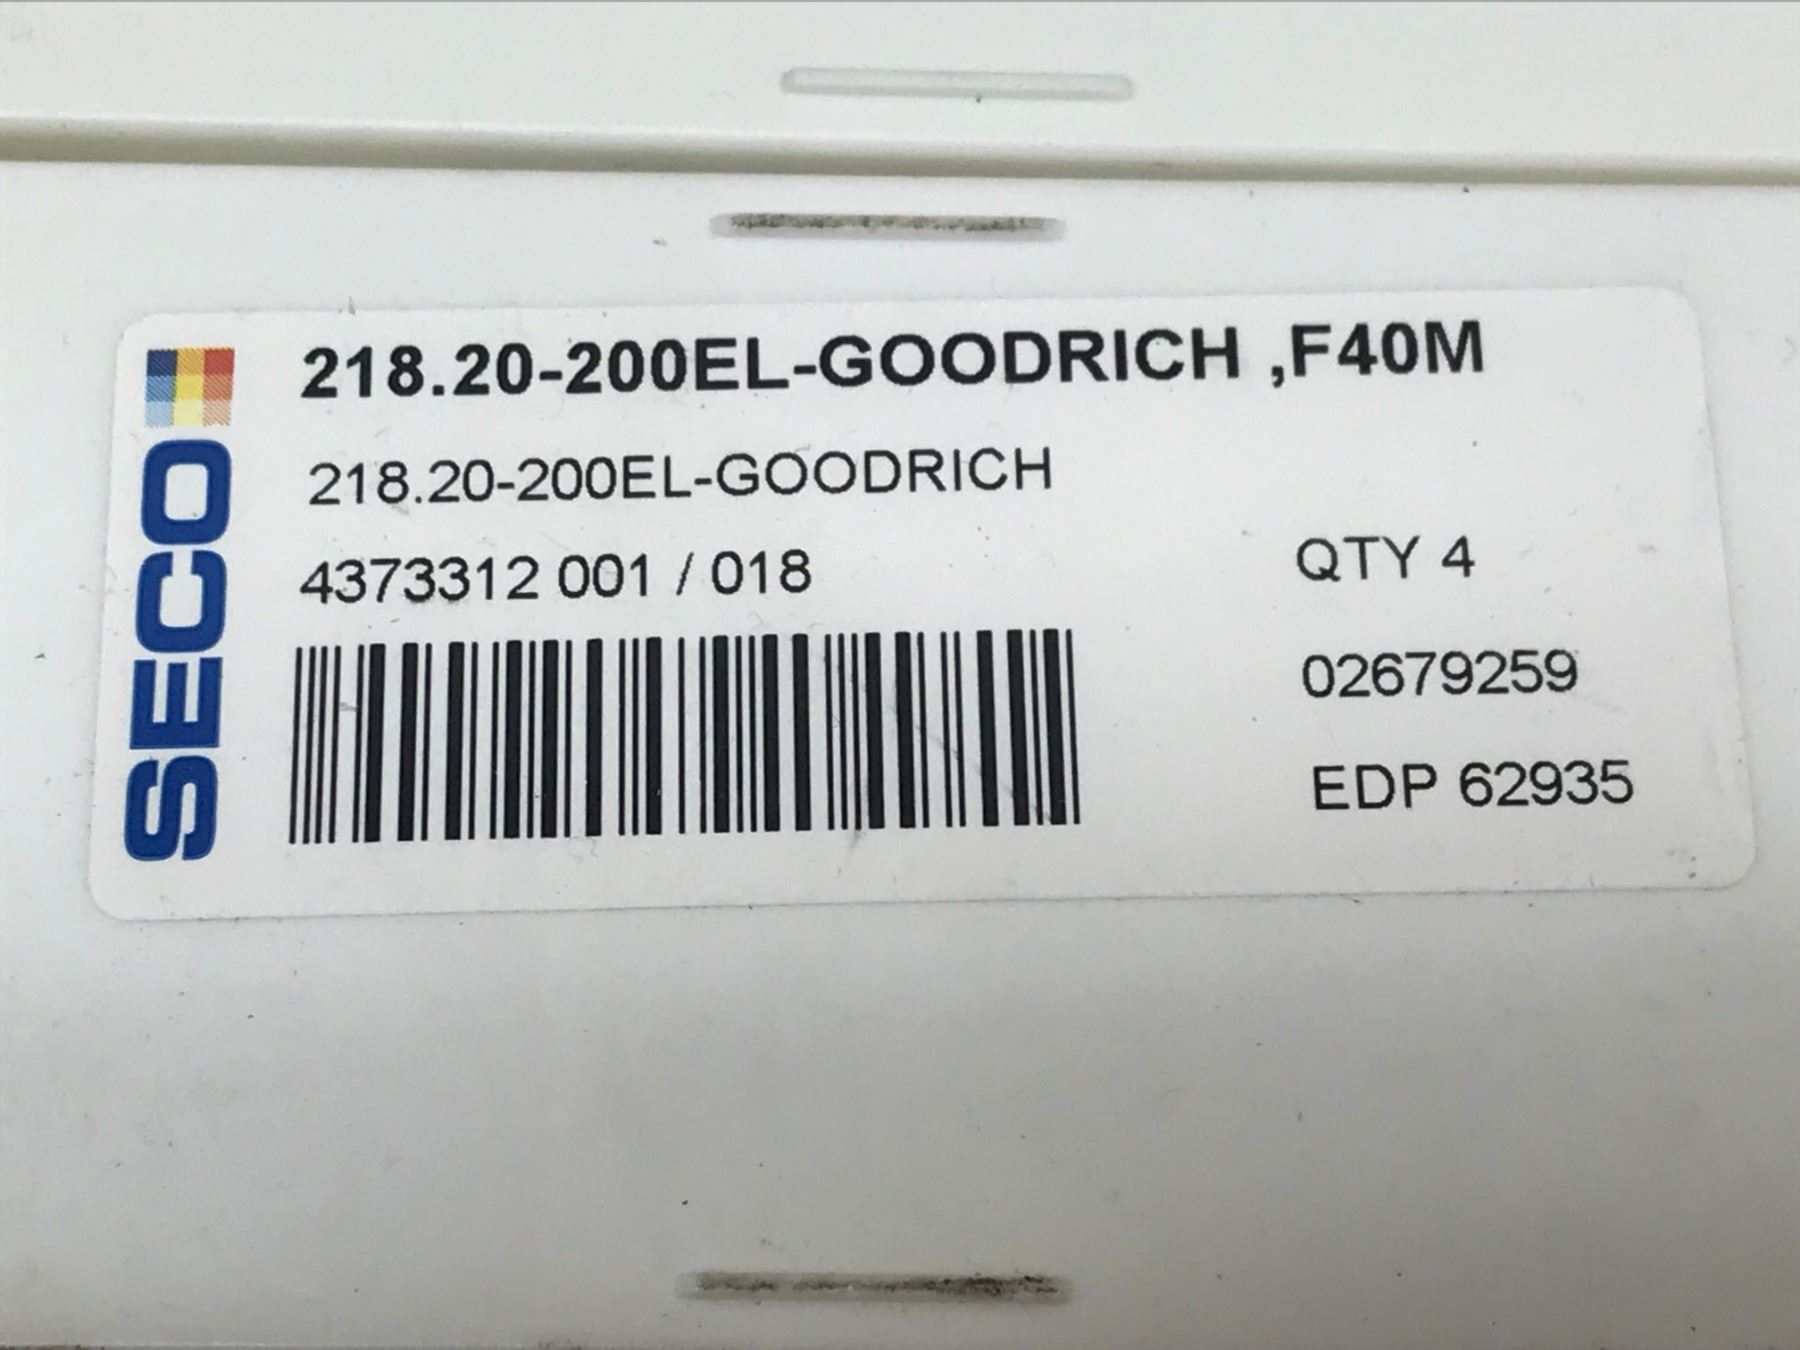 SECO
218.20-200EL-GOODRICH ,F40M
218.20-200EL-GOODRICH
4373312 001 / 018
QTY 4
02679259
EDP 62935